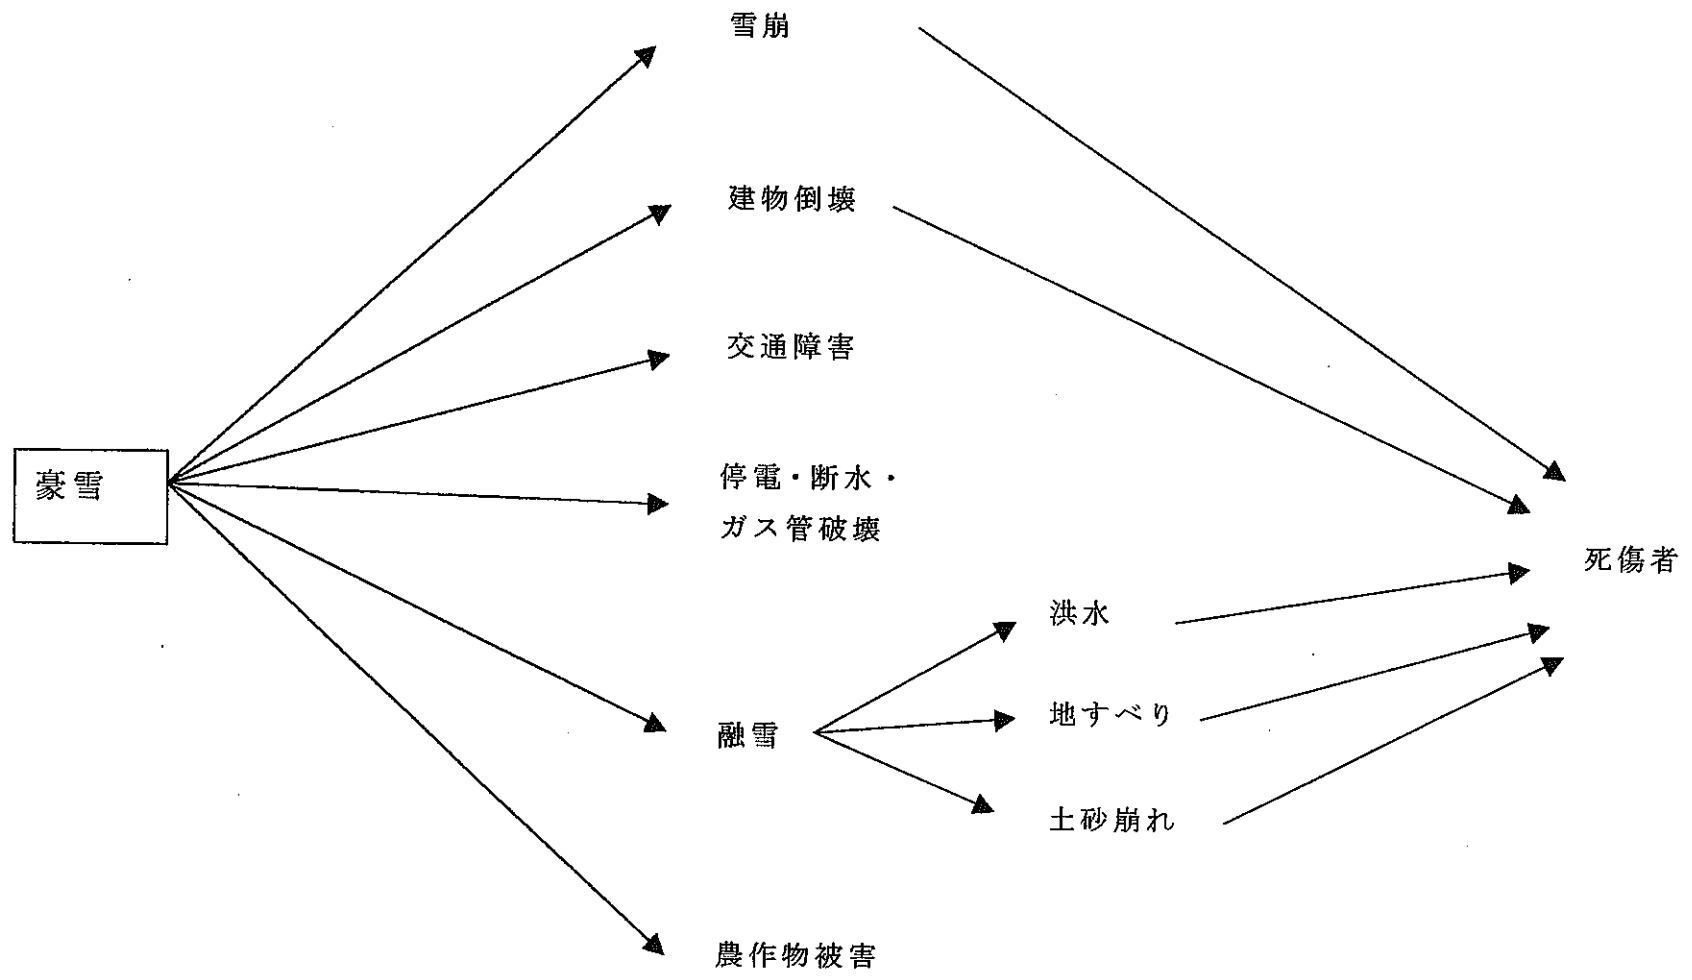 雪崩
建物倒壊
交通障害
豪雪
停電・断水・
ガス管破壊
死傷者
洪水
地すべり
融雪
土砂崩れ
農作物被害